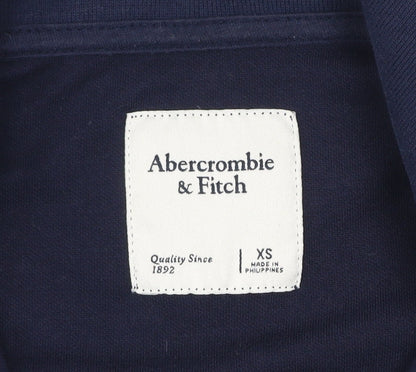 Abercrombie
& Fitch
Quality Since
1892
XS
MADE IN
PHILIPPINES